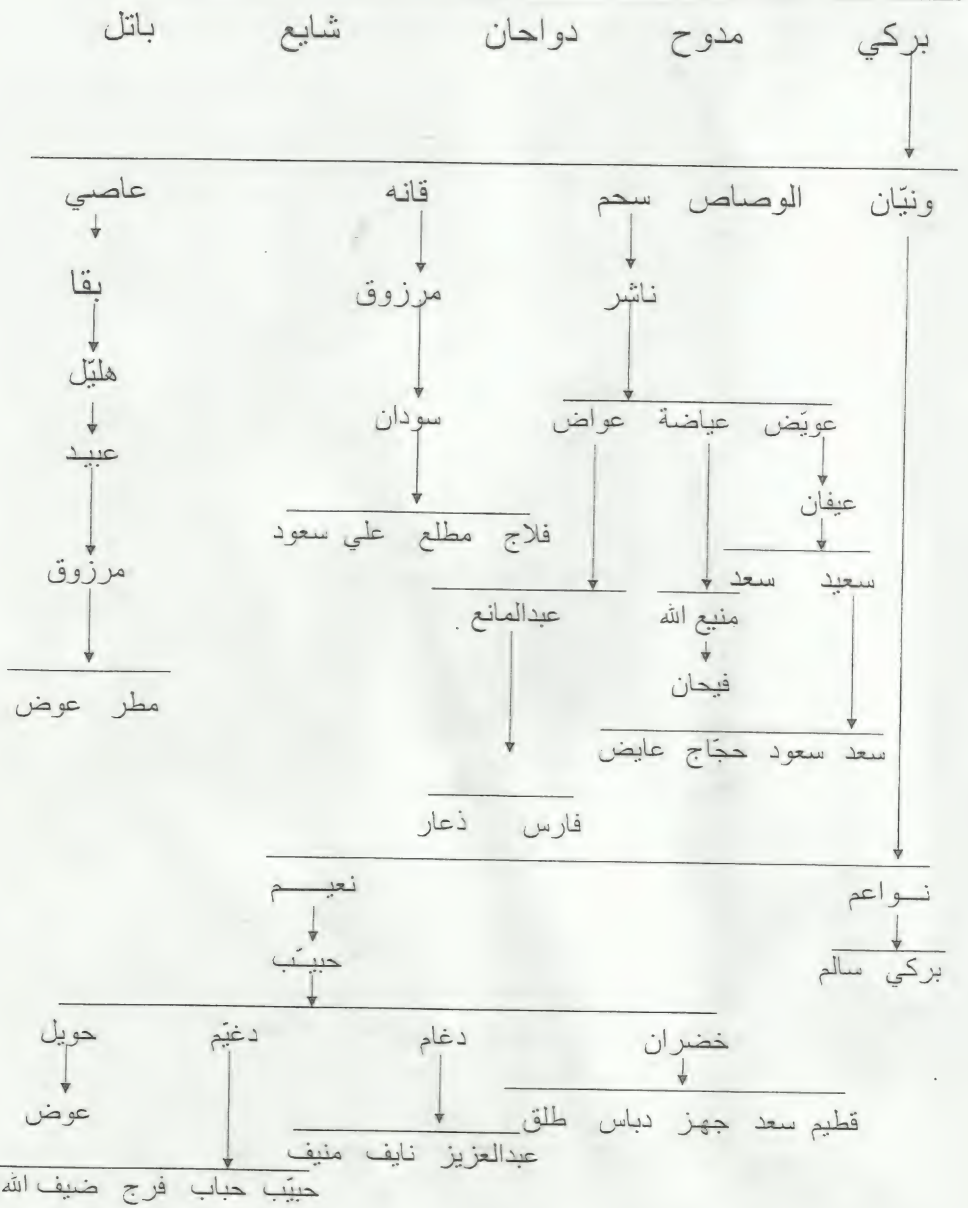 بركي مدوح دواحان شايع باتل
ونيّان الوصاص سحم قانه عاصي
ناشر مرزوق بقا
هليّل
عويّض عياضة عواض سودان
عبيد
عيفان
فلاج مطلع علي سعود
سعيد سعد مرزوق
منيع الله عبدالمانع
فيحان
مطر عوض
سعد سعود حجّاج عايض
فارس ذعار
نواعم نعيم
حبيّب
بركي سالم
خضران دغام دغيّم حويل
قطيم سعد جهز دباس طلق عوض
عبدالعزيز نايف منيف
حبيّب حباب فرج ضيف الله